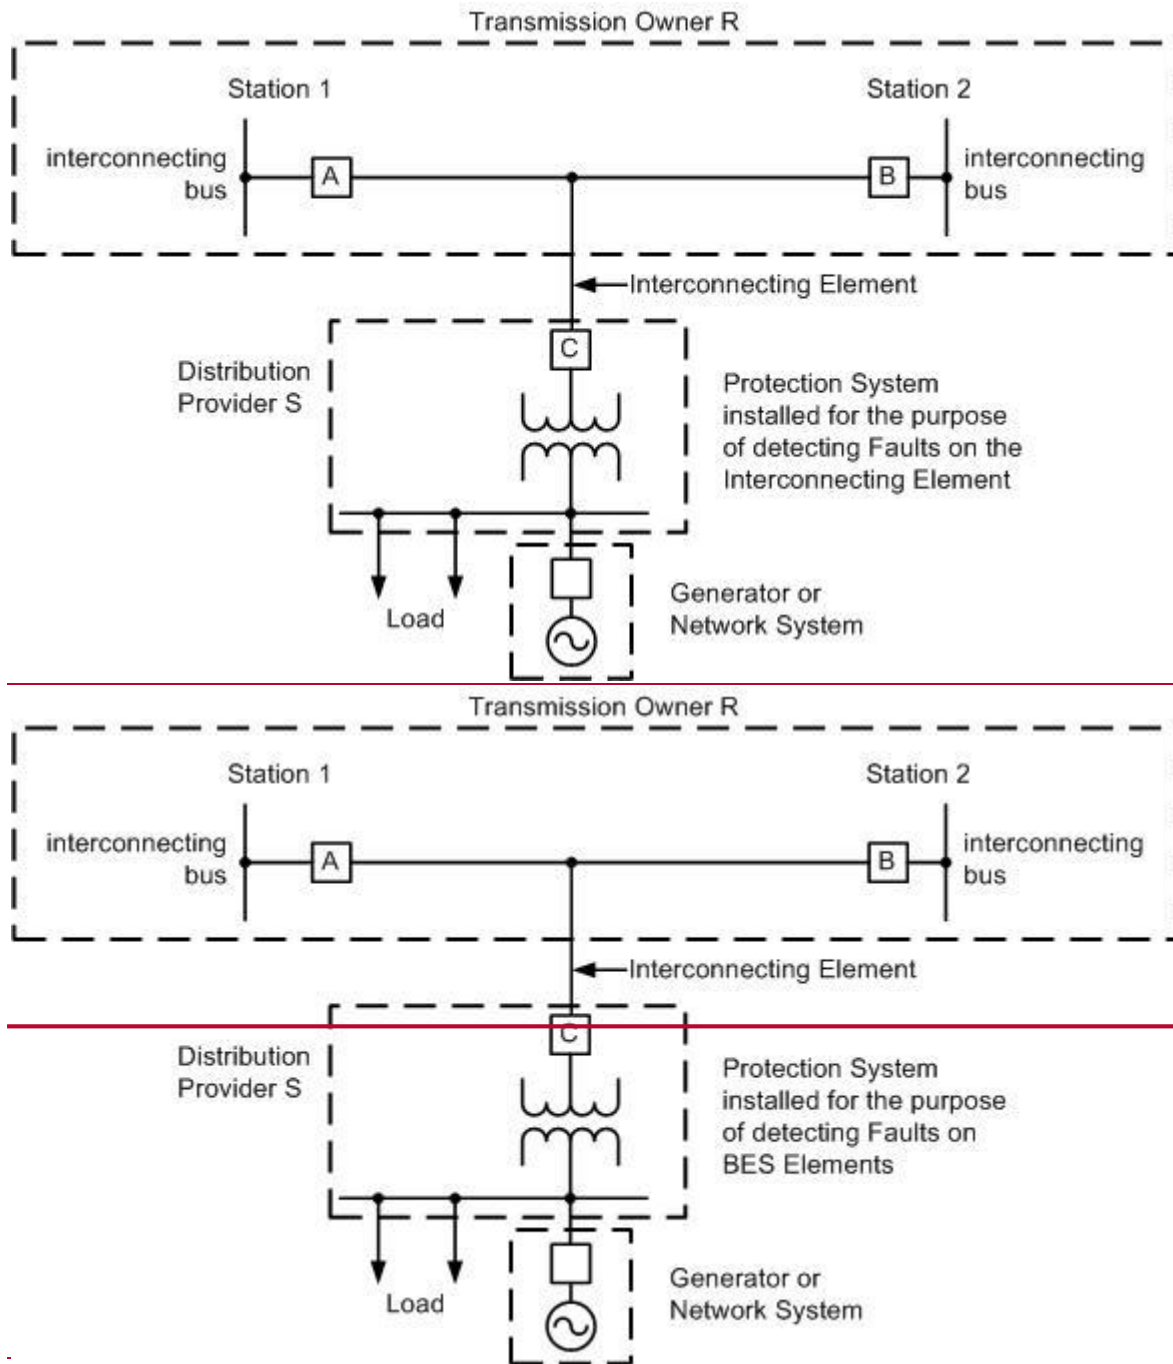 Transmission Owner R
Station 1
Station 2
interconnecting
bus
A
B
interconnecting
bus
Interconnecting Element
C
Distribution
Provider S
Protection System
installed for the purpose
of detecting Faults on the
Interconnecting Element
Load
Generator or
Network System
Transmission Owner R
Station 1
Station 2
interconnecting
bus
A
B
interconnecting
bus
Interconnecting Element
C
Distribution
Provider S
Protection System
installed for the purpose
of detecting Faults on
BES Elements
Load
Generator or
Network System